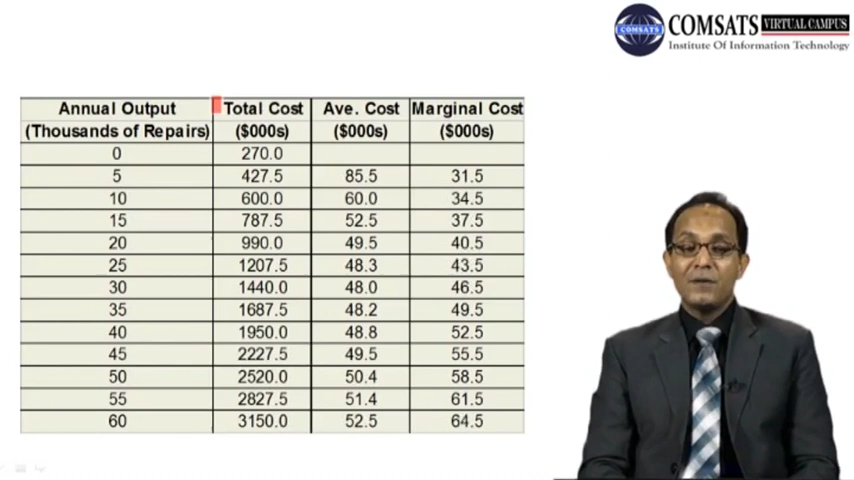 COMSATS VIRTUAL CAMPUS
COMSATS
Institute Of Information Technology
Annual Output Total Cost Ave. Cost Marginal Cost
(Thousands of Repairs) ($000s) ($000s) ($000s)
0 270.0
5 427.5 85.5 31.5
10 600.0 60.0 34.5
15 787.5 52.5 37.5
20 990.0 49.5 40.5
25 1207.5 48.3 43.5
30 1440.0 48.0 46.5
35 1687.5 48.2 49.5
40 1950.0 48.8 52.5
45 2227.5 49.5 55.5
50 2520.0 50.4 58.5
55 2827.5 51.4 61.5
60 3150.0 52.5 64.5